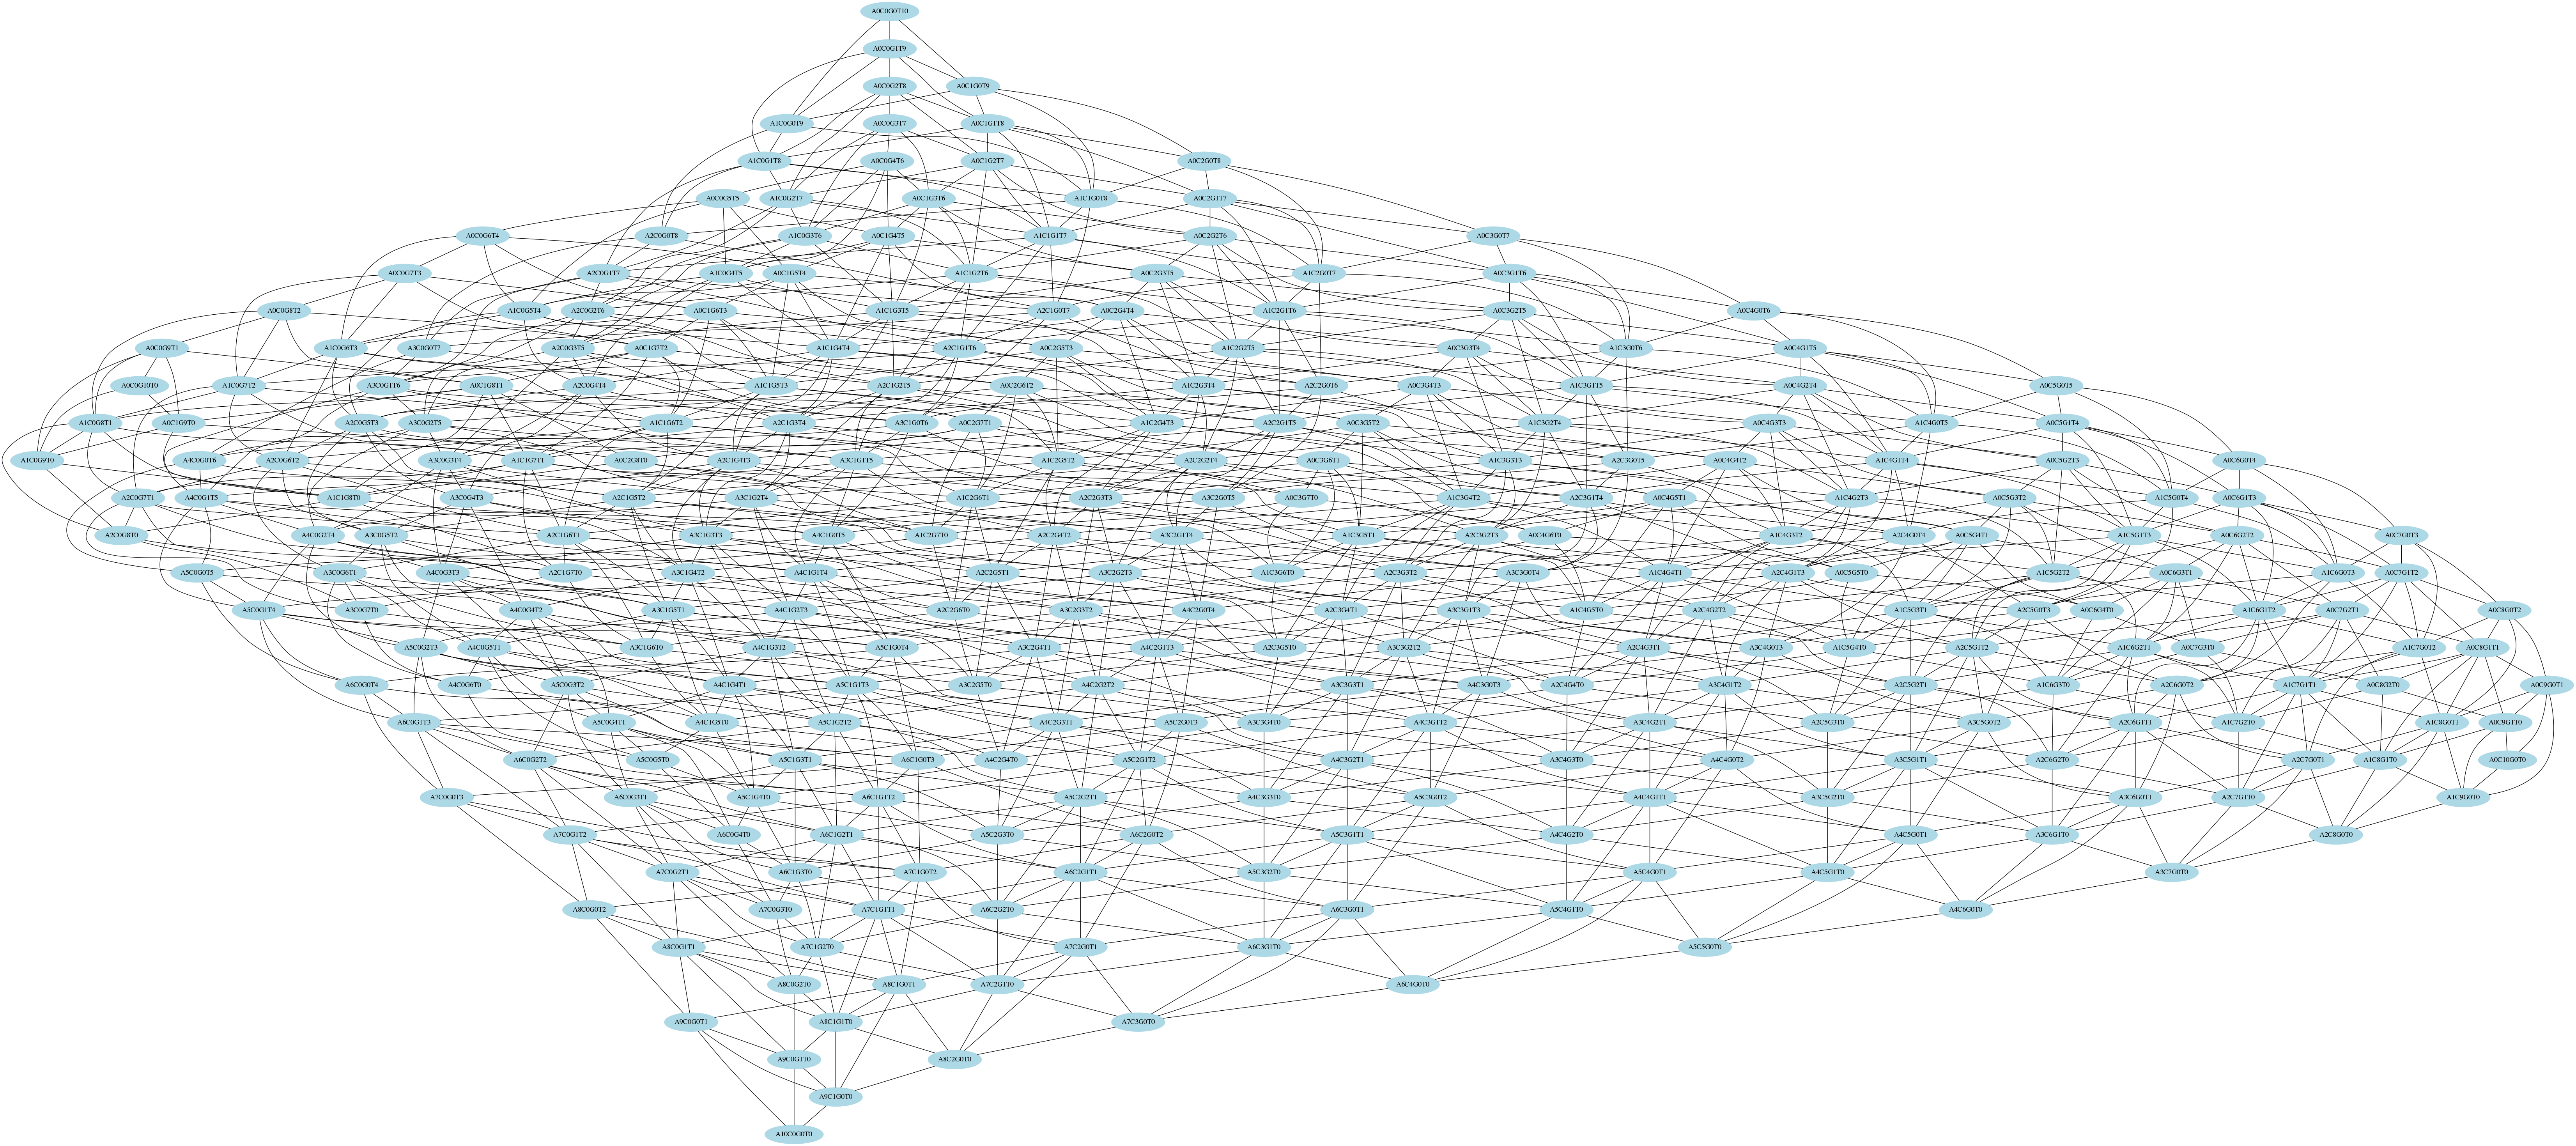 A0C0G0T10
A0C0G1T9
A0C0G2T8 A0C1G0T9
A1C0G0T9 A0C0G3T7 A0C1G1T8
A1C0G1T8 A0C0G4T6 A0C1G2T7 A0C2G0T8
A0C0G5T5 A1C0G2T7 A0C1G3T6 A1C1G0T8 A0C2G1T7
A0C0G6T4 A2C0G0T8 A1C0G3T6 A0C1G4T5 A1C1G1T7 A0C2G2T6 A0C3G0T7
A0C0G7T3 A2C0G1T7 A1C0G4T5 A0C1G5T4 A1C1G2T6 A0C2G3T5 A1C2G0T7 A0C3G1T6
A0C0G8T2 A1C0G5T4 A2C0G2T6 A0C1G6T3 A1C1G3T5 A2C1G0T7 A0C2G4T4 A1C2G1T6 A0C3G2T5 A0C4G0T6
A0C0G9T1 A1C0G6T3 A3C0G0T7 A2C0G3T5 A0C1G7T2 A1C1G4T4 A2C1G1T6 A0C2G5T3 A1C2G2T5 A0C3G3T4 A1C3G0T6 A0C4G1T5
A0C0G10T0 A1C0G7T2 A3C0G1T6 A0C1G8T1 A2C0G4T4 A1C1G5T3 A2C1G2T5 A0C2G6T2 A1C2G3T4 A2C2G0T6 A0C3G4T3 A1C3G1T5 A0C4G2T4 A0C5G0T5
A1C0G8T1 A0C1G9T0 A2C0G5T3 A3C0G2T5 A1C1G6T2 A2C1G3T4 A3C1G0T6 A0C2G7T1 A1C2G4T3 A2C2G1T5 A0C3G5T2 A1C3G2T4 A0C4G3T3 A1C4G0T5 A0C5G1T4
A1C0G9T0 A4C0G0T6 A2C0G6T2 A3C0G3T4 A1C1G7T1 A0C2G8T0 A2C1G4T3 A3C1G1T5 A1C2G5T2 A2C2G2T4 A0C3G6T1 A1C3G3T3 A2C3G0T5 A0C4G4T2 A1C4G1T4 A0C5G2T3 A0C6G0T4
A2C0G7T1 A4C0G1T5 A1C1G8T0 A3C0G4T3 A2C1G5T2 A3C1G2T4 A1C2G6T1 A2C2G3T3 A3C2G0T5 A0C3G7T0 A1C3G4T2 A2C3G1T4 A0C4G5T1 A1C4G2T3 A0C5G3T2 A1C5G0T4 A0C6G1T3
A2C0G8T0 A4C0G2T4 A3C0G5T2 A2C1G6T1 A3C1G3T3 A4C1G0T5 A1C2G7T0 A2C2G4T2 A3C2G1T4 A1C3G5T1 A2C3G2T3 A0C4G6T0 A1C4G3T2 A2C4G0T4 A0C5G4T1 A1C5G1T3 A0C6G2T2 A0C7G0T3
A5C0G0T5 A3C0G6T1 A4C0G3T3 A2C1G7T0 A3C1G4T2 A4C1G1T4 A2C2G5T1 A3C2G2T3 A1C3G6T0 A2C3G3T2 A3C3G0T4 A1C4G4T1 A2C4G1T3 A0C5G5T0 A1C5G2T2 A0C6G3T1 A1C6G0T3 A0C7G1T2
A5C0G1T4 A3C0G7T0 A4C0G4T2 A3C1G5T1 A4C1G2T3 A2C2G6T0 A3C2G3T2 A4C2G0T4 A2C3G4T1 A3C3G1T3 A1C4G5T0 A2C4G2T2 A1C5G3T1 A2C5G0T3 A0C6G4T0 A1C6G1T2 A0C7G2T1 A0C8G0T2
A5C0G2T3 A4C0G5T1 A3C1G6T0 A4C1G3T2 A5C1G0T4 A3C2G4T1 A4C2G1T3 A2C3G5T0 A3C3G2T2 A2C4G3T1 A3C4G0T3 A1C5G4T0 A2C5G1T2 A1C6G2T1 A0C7G3T0 A1C7G0T2 A0C8G1T1
A6C0G0T4 A4C0G6T0 A5C0G3T2 A4C1G4T1 A5C1G1T3 A3C2G5T0 A4C2G2T2 A3C3G3T1 A4C3G0T3 A2C4G4T0 A3C4G1T2 A2C5G2T1 A1C6G3T0 A2C6G0T2 A1C7G1T1 A0C8G2T0 A0C9G0T1
A6C0G1T3 A5C0G4T1 A4C1G5T0 A5C1G2T2 A4C2G3T1 A5C2G0T3 A3C3G4T0 A4C3G1T2 A3C4G2T1 A2C5G3T0 A3C5G0T2 A2C6G1T1 A1C7G2T0 A1C8G0T1 A0C9G1T0
A6C0G2T2 A5C0G5T0 A5C1G3T1 A6C1G0T3 A4C2G4T0 A5C2G1T2 A4C3G2T1 A3C4G3T0 A4C4G0T2 A3C5G1T1 A2C6G2T0 A2C7G0T1 A1C8G1T0 A0C10G0T0
A7C0G0T3 A6C0G3T1 A5C1G4T0 A6C1G1T2 A5C2G2T1 A4C3G3T0 A5C3G0T2 A4C4G1T1 A3C5G2T0 A3C6G0T1 A2C7G1T0 A1C9G0T0
A7C0G1T2 A6C0G4T0 A6C1G2T1 A5C2G3T0 A6C2G0T2 A5C3G1T1 A4C4G2T0 A4C5G0T1 A3C6G1T0 A2C8G0T0
A7C0G2T1 A6C1G3T0 A7C1G0T2 A6C2G1T1 A5C3G2T0 A5C4G0T1 A4C5G1T0 A3C7G0T0
A8C0G0T2 A7C0G3T0 A7C1G1T1 A6C2G2T0 A6C3G0T1 A5C4G1T0 A4C6G0T0
A8C0G1T1 A7C1G2T0 A7C2G0T1 A6C3G1T0 A5C5G0T0
A8C0G2T0 A8C1G0T1 A7C2G1T0 A6C4G0T0
A9C0G0T1 A8C1G1T0 A7C3G0T0
A9C0G1T0 A8C2G0T0
A9C1G0T0
A10C0G0T0